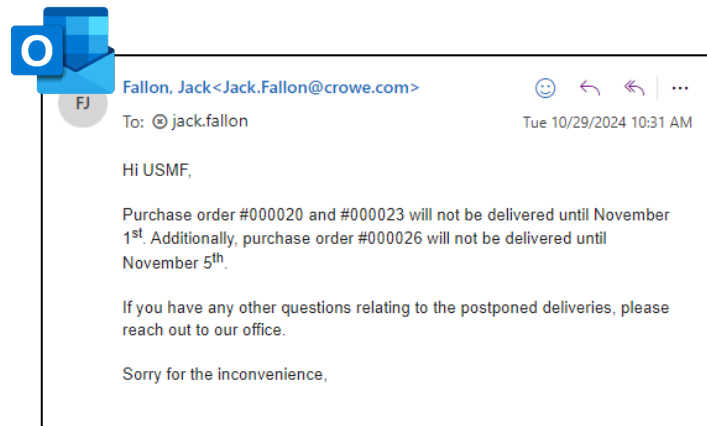 O
FJ
Fallon, Jack<Jack.Fallon@crowe.com>
To: jack.fallon
Tue 10/29/2024 10:31 AM
Hi USMF,
Purchase order #000020 and #000023 will not be delivered until November
1st. Additionally, purchase order #000026 will not be delivered until
November 5th.
If you have any other questions relating to the postponed deliveries, please
reach out to our office.
Sorry for the inconvenience,